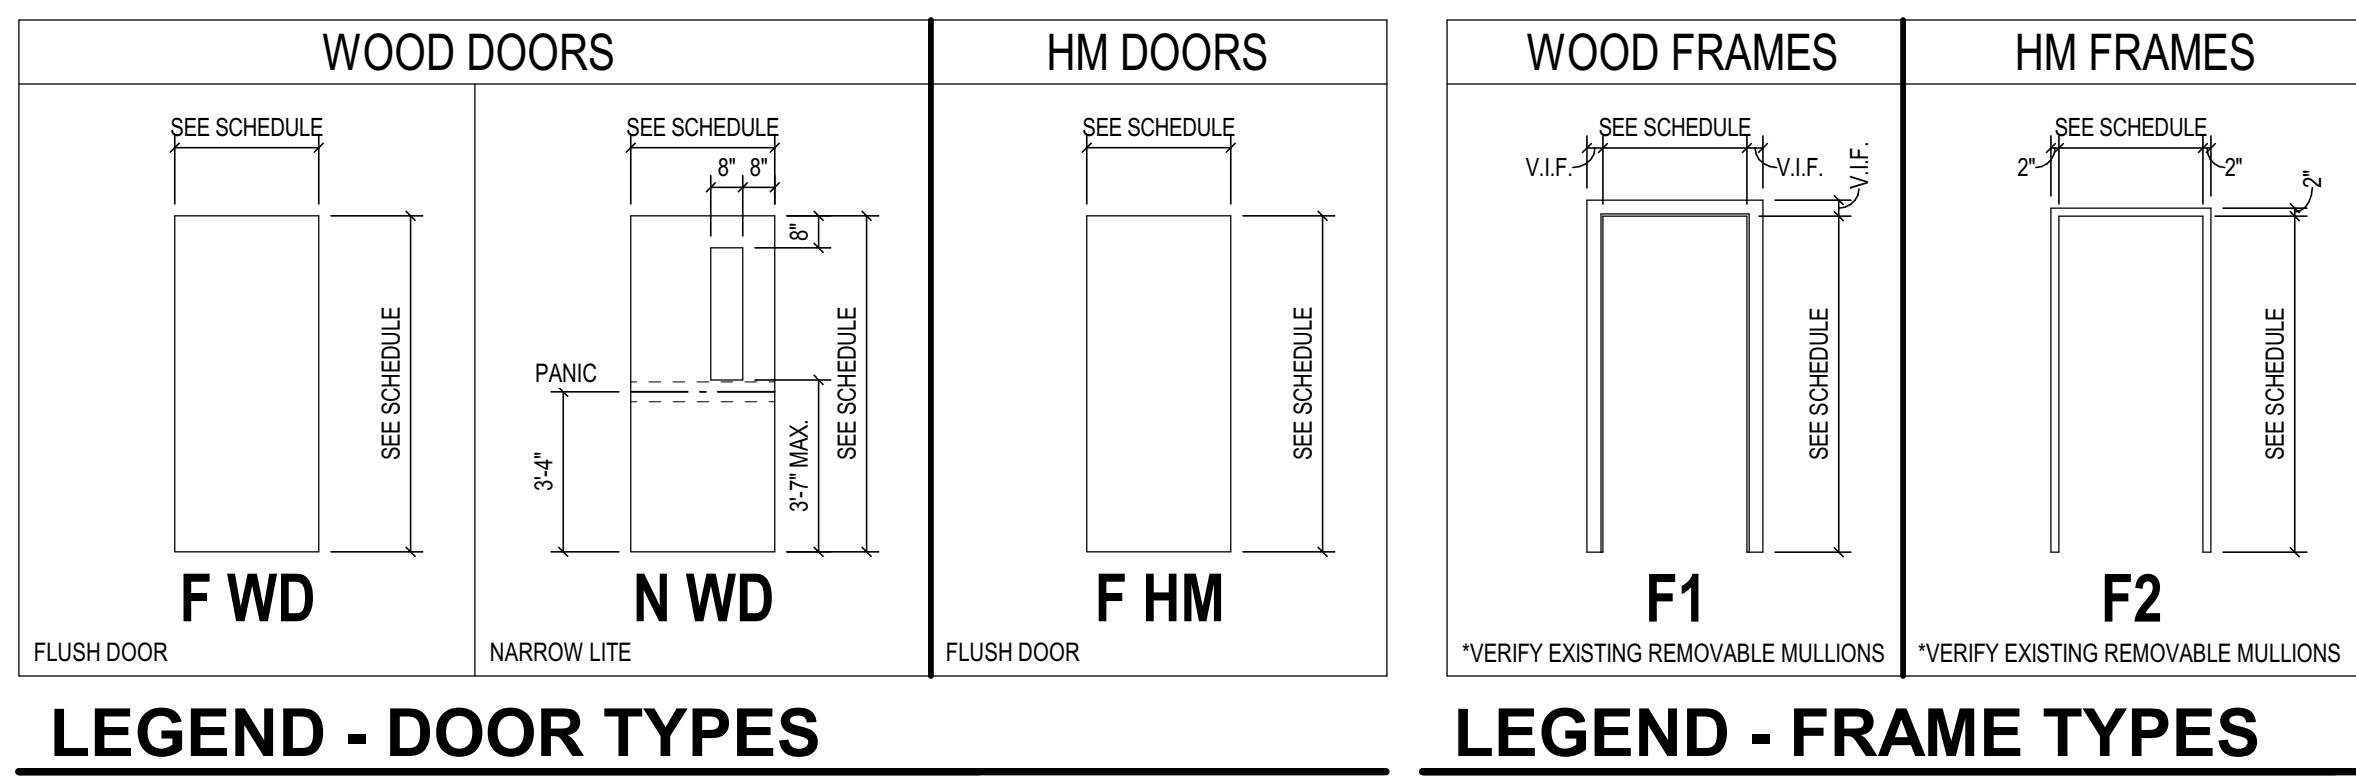 WOOD DOORS
HM DOORS
WOOD FRAMES
HM FRAMES
SEE SCHEDULE
SEE SCHEDULE
F WD
FLUSH DOOR
SEE SCHEDULE
8" 8"
8"
SEE SCHEDULE
PANIC
3'-4"
3'-7" MAX.
N WD
NARROW LITE
SEE SCHEDULE
SEE SCHEDULE
F HM
FLUSH DOOR
SEE SCHEDULE
V.I.F.
V.I.F.
V.I.F.
SEE SCHEDULE
F1
*VERIFY EXISTING REMOVABLE MULLIONS
SEE SCHEDULE
2"
2"
2"
SEE SCHEDULE
F2
*VERIFY EXISTING REMOVABLE MULLIONS
LEGEND - DOOR TYPES
LEGEND - FRAME TYPES